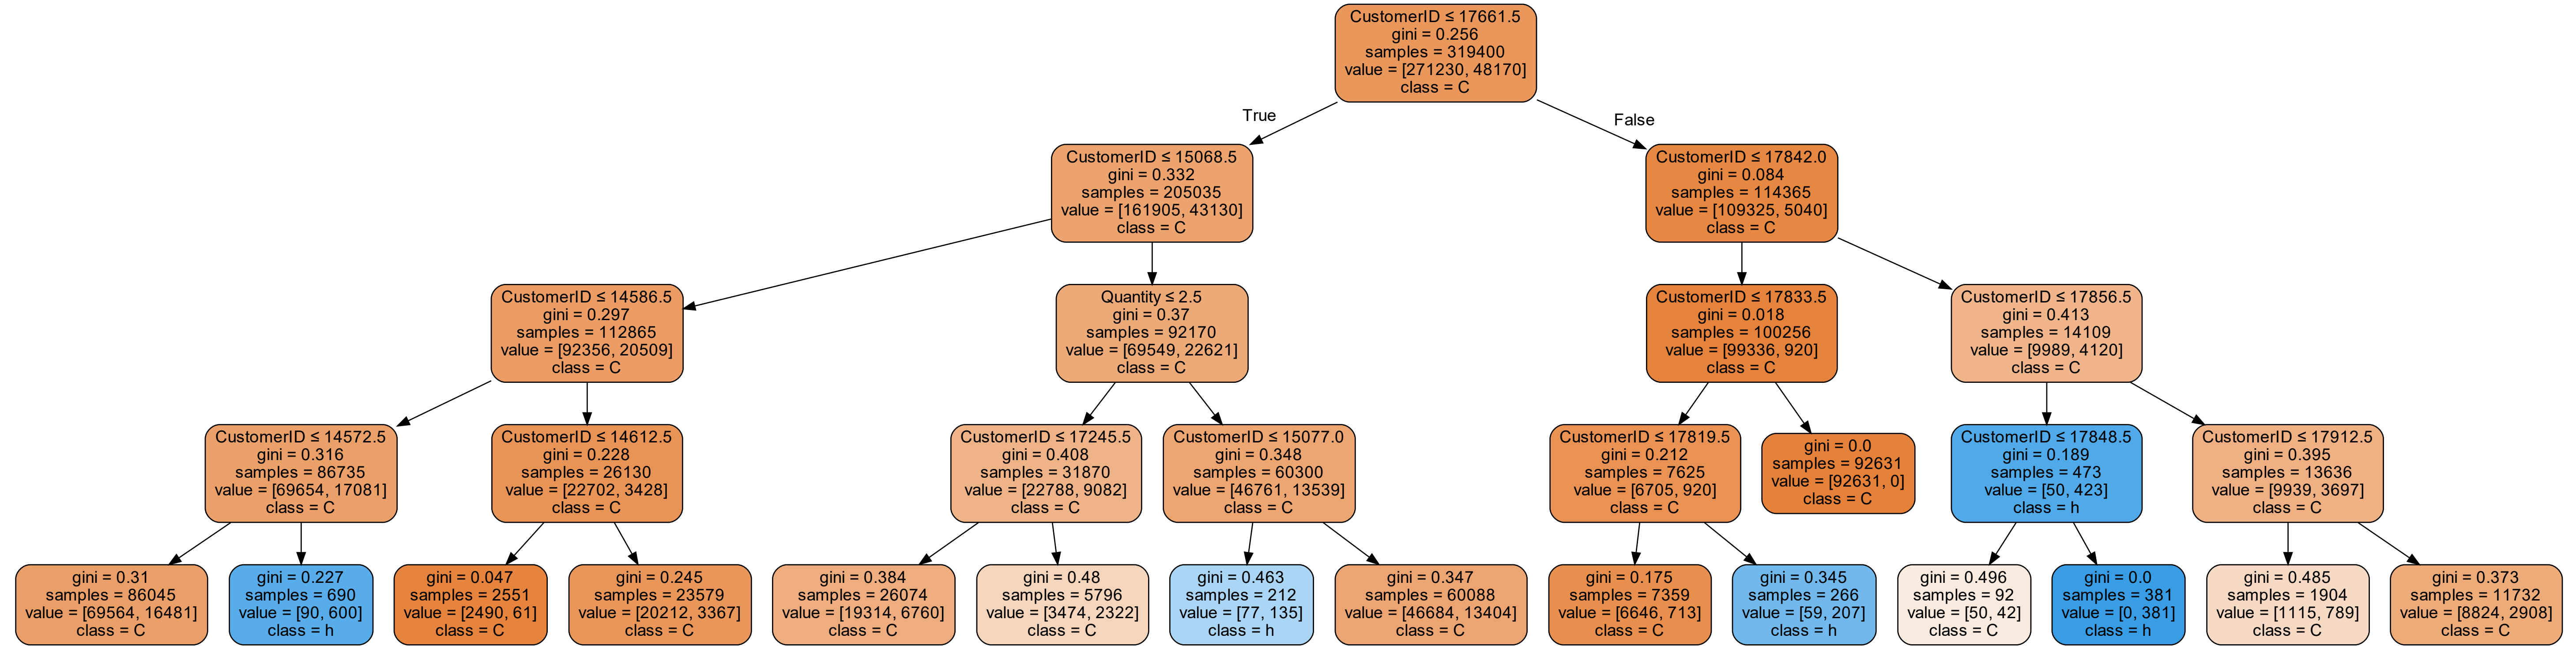 CustomerID ≤ 17661.5
gini = 0.256
samples = 319400
value = [271230, 48170]
class = C
True
False
CustomerID ≤ 15068.5
gini = 0.332
samples = 205035
value = [161905, 43130]
class = C
CustomerID ≤ 17842.0
gini = 0.084
samples = 114365
value = [109325, 5040]
class = C
CustomerID ≤ 14586.5
gini = 0.297
samples = 112865
value = [92356, 20509]
class = C
Quantity ≤ 2.5
gini = 0.37
samples = 92170
value = [69549, 22621]
class = C
CustomerID ≤ 17833.5
gini = 0.018
samples = 100256
value = [99336, 920]
class = C
CustomerID ≤ 17856.5
gini = 0.413
samples = 14109
value = [9989, 4120]
class = C
CustomerID ≤ 14572.5
gini = 0.316
samples = 86735
value = [69654, 17081]
class = C
CustomerID ≤ 14612.5
gini = 0.228
samples = 26130
value = [22702, 3428]
class = C
CustomerID ≤ 17245.5
gini = 0.408
samples = 31870
value = [22788, 9082]
class = C
CustomerID ≤ 15077.0
gini = 0.348
samples = 60300
value = [46761, 13539]
class = C
CustomerID ≤ 17819.5
gini = 0.212
samples = 7625
value = [6705, 920]
class = C
gini = 0.0
samples = 92631
value = [92631, 0]
class = C
CustomerID ≤ 17848.5
gini = 0.189
samples = 473
value = [50, 423]
class = h
CustomerID ≤ 17912.5
gini = 0.395
samples = 13636
value = [9939, 3697]
class = C
gini = 0.31
samples = 86045
value = [69564, 16481]
class = C
gini = 0.227
samples = 690
value = [90, 600]
class = h
gini = 0.047
samples = 2551
value = [2490, 61]
class = C
gini = 0.245
samples = 23579
value = [20212, 3367]
class = C
gini = 0.384
samples = 26074
value = [19314, 6760]
class = C
gini = 0.48
samples = 5796
value = [3474, 2322]
class = C
gini = 0.463
samples = 212
value = [77, 135]
class = h
gini = 0.347
samples = 60088
value = [46684, 13404]
class = C
gini = 0.175
samples = 7359
value = [6646, 713]
class = C
gini = 0.345
samples = 266
value = [59, 207]
class = h
gini = 0.496
samples = 92
value = [50, 42]
class = C
gini = 0.0
samples = 381
value = [0, 381]
class = h
gini = 0.485
samples = 1904
value = [1115, 789]
class = C
gini = 0.373
samples = 11732
value = [8824, 2908]
class = C